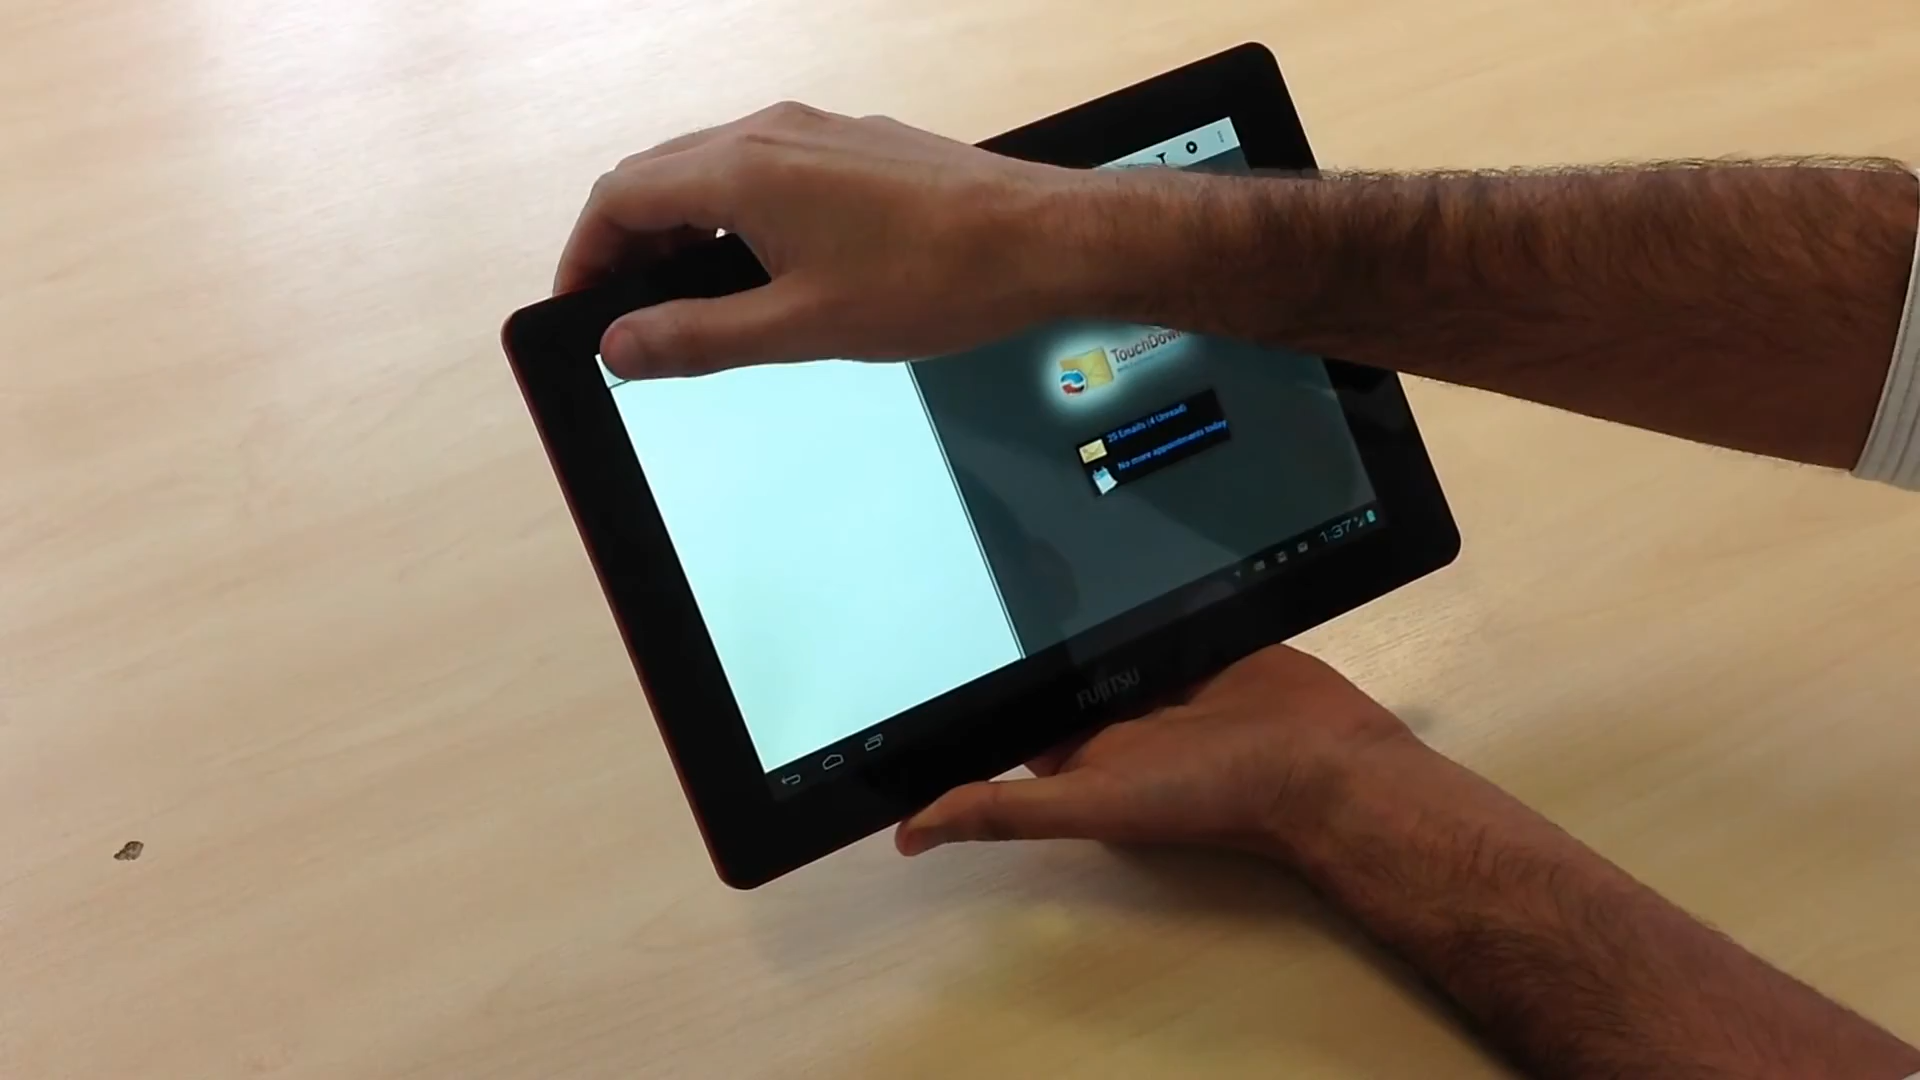 TouchDown
25 Emails (4 Unread)
No more appointments today
1:37
FUJITSU